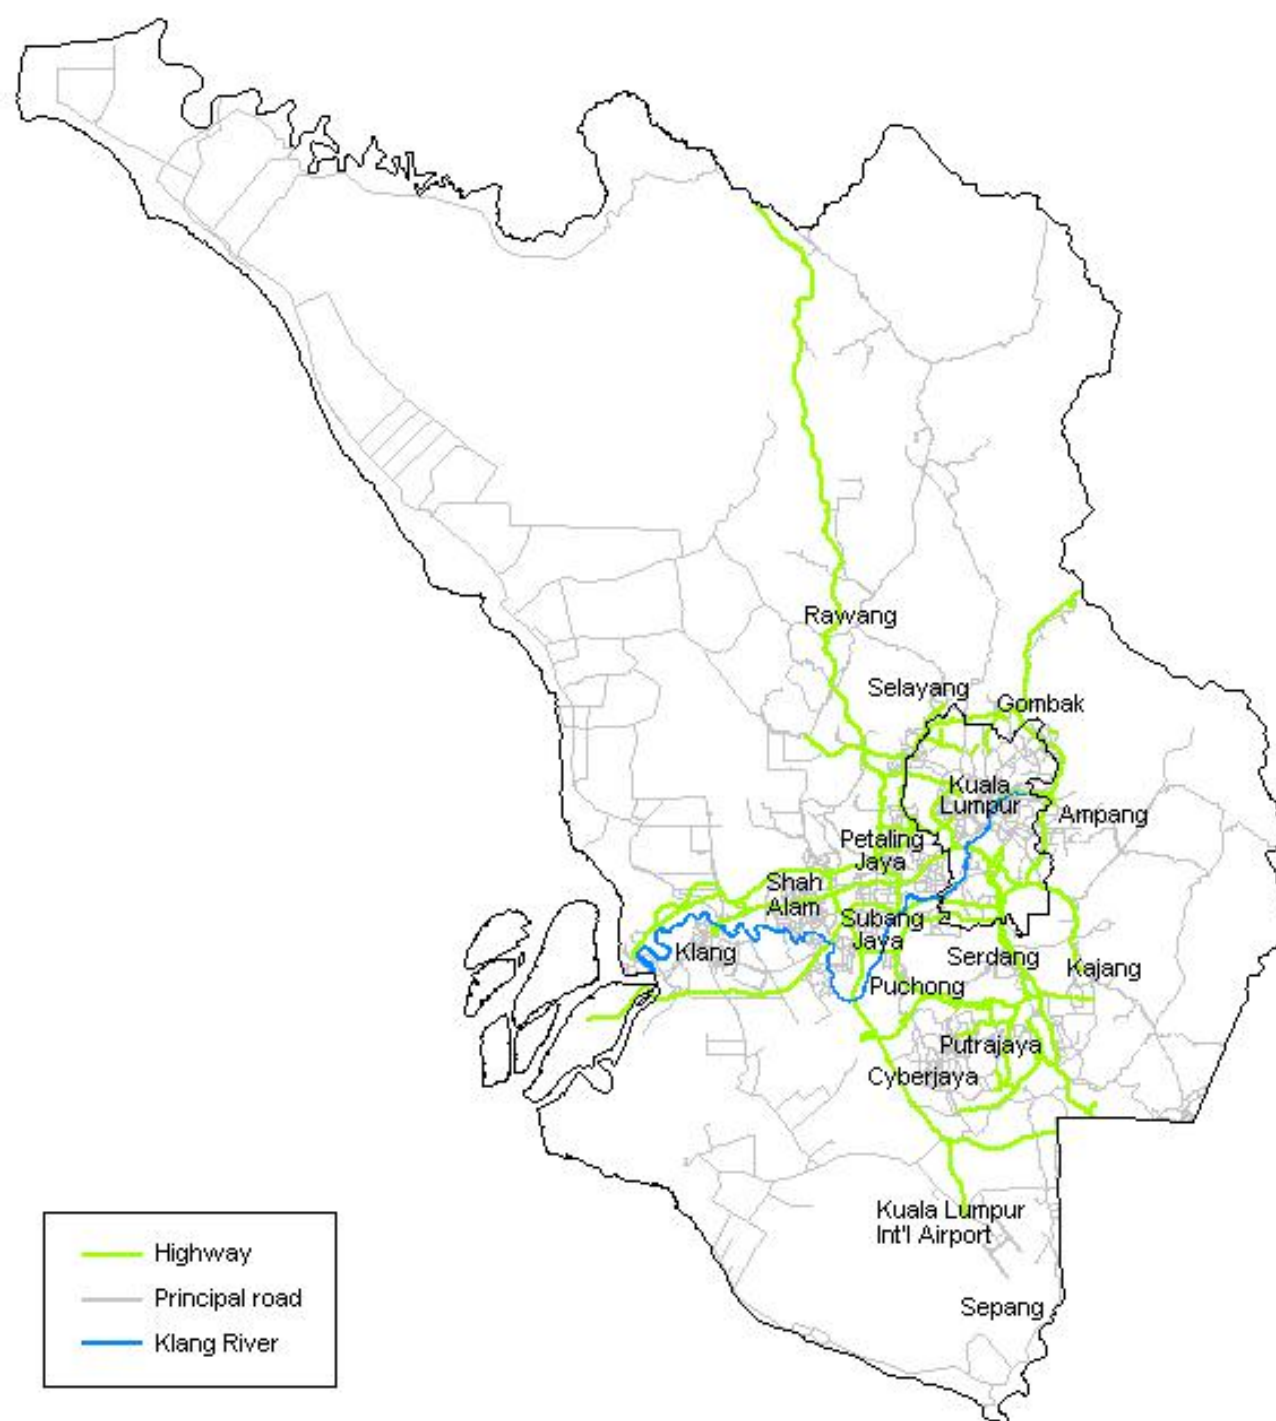 Rawang
Selayang
Gombak
Kuala
Lumpur
Ampang
Petaling
Jaya
Shah
Alam
Subang
Jaya
Klang
Serdang
Kajang
Puchong
Putrajaya
Cyberjaya
Kuala Lumpur
Int'l Airport
Sepang
Highway
Principal road
Klang River